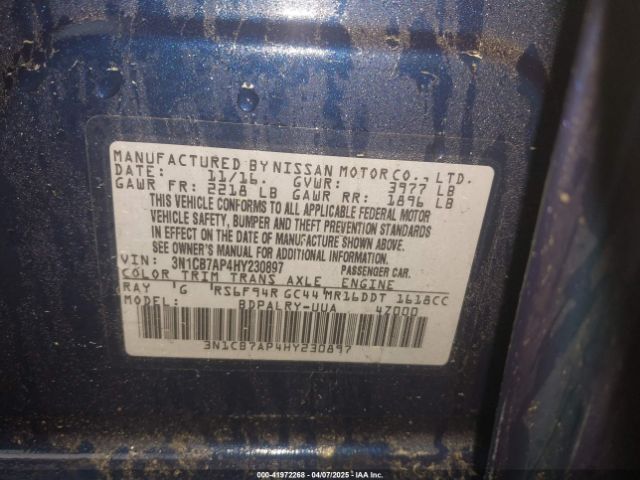 MANUFACTURED BY NISSAN MOTOR CO., LTD.
DATE: 11/16 GVWR: 3977 LB
GAWR FR: 2218 LB GAWR RR: 1896 LB
THIS VEHICLE CONFORMS TO ALL APPLICABLE FEDERAL MOTOR
VEHICLE SAFETY, BUMPER AND THEFT PREVENTION STANDARDS
IN EFFECT ON THE DATE OF MANUFACTURE SHOWN ABOVE.
SEE OWNER'S MANUAL FOR ADDITIONAL INFORMATION.
VIN: 3N1CB7AP4HY230897 PASSENGER CAR.
COLOR TRIM TRANS AXLE ENGINE
RAY G RS6F94R GC44 MR16DDT 1618CC
MODEL: BDPALRY-UUA 47000
3N1CB7AP4HY230897
000-41972268 04/07/2025 IAAI.COM